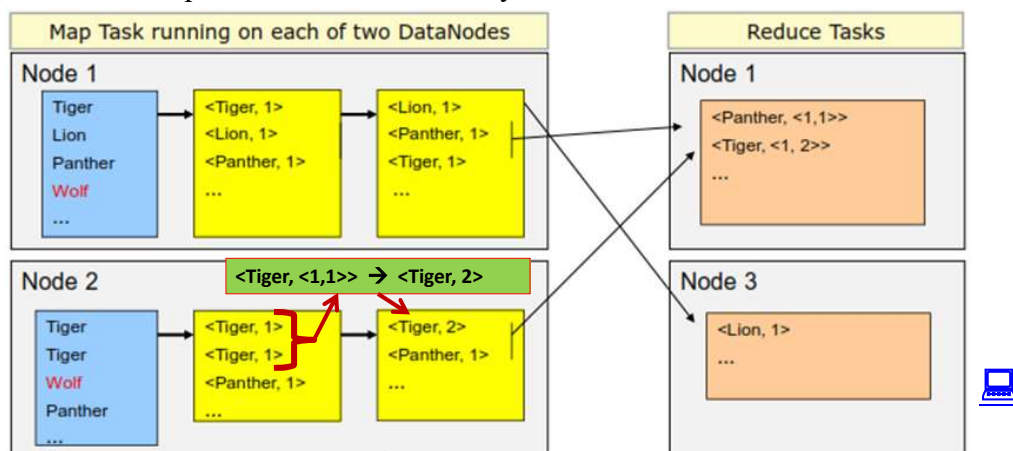 Map Task running on each of two DataNodes
Reduce Tasks
Node 1
Tiger
Lion
Panther
Wolf
...
<Tiger, 1>
<Lion, 1>
<Panther, 1>
...
<Lion, 1>
<Panther, 1>
<Tiger, 1>
...
Node 1
<Panther, <1,1>>
<Tiger, <1, 2>>
...
Node 2
<Tiger, <1,1>> → <Tiger, 2>
Tiger
Tiger
Wolf
Panther
...
<Tiger, 1>
<Tiger, 1>
<Panther, 1>
...
<Tiger, 2>
<Panther, 1>
...
Node 3
<Lion, 1>
...